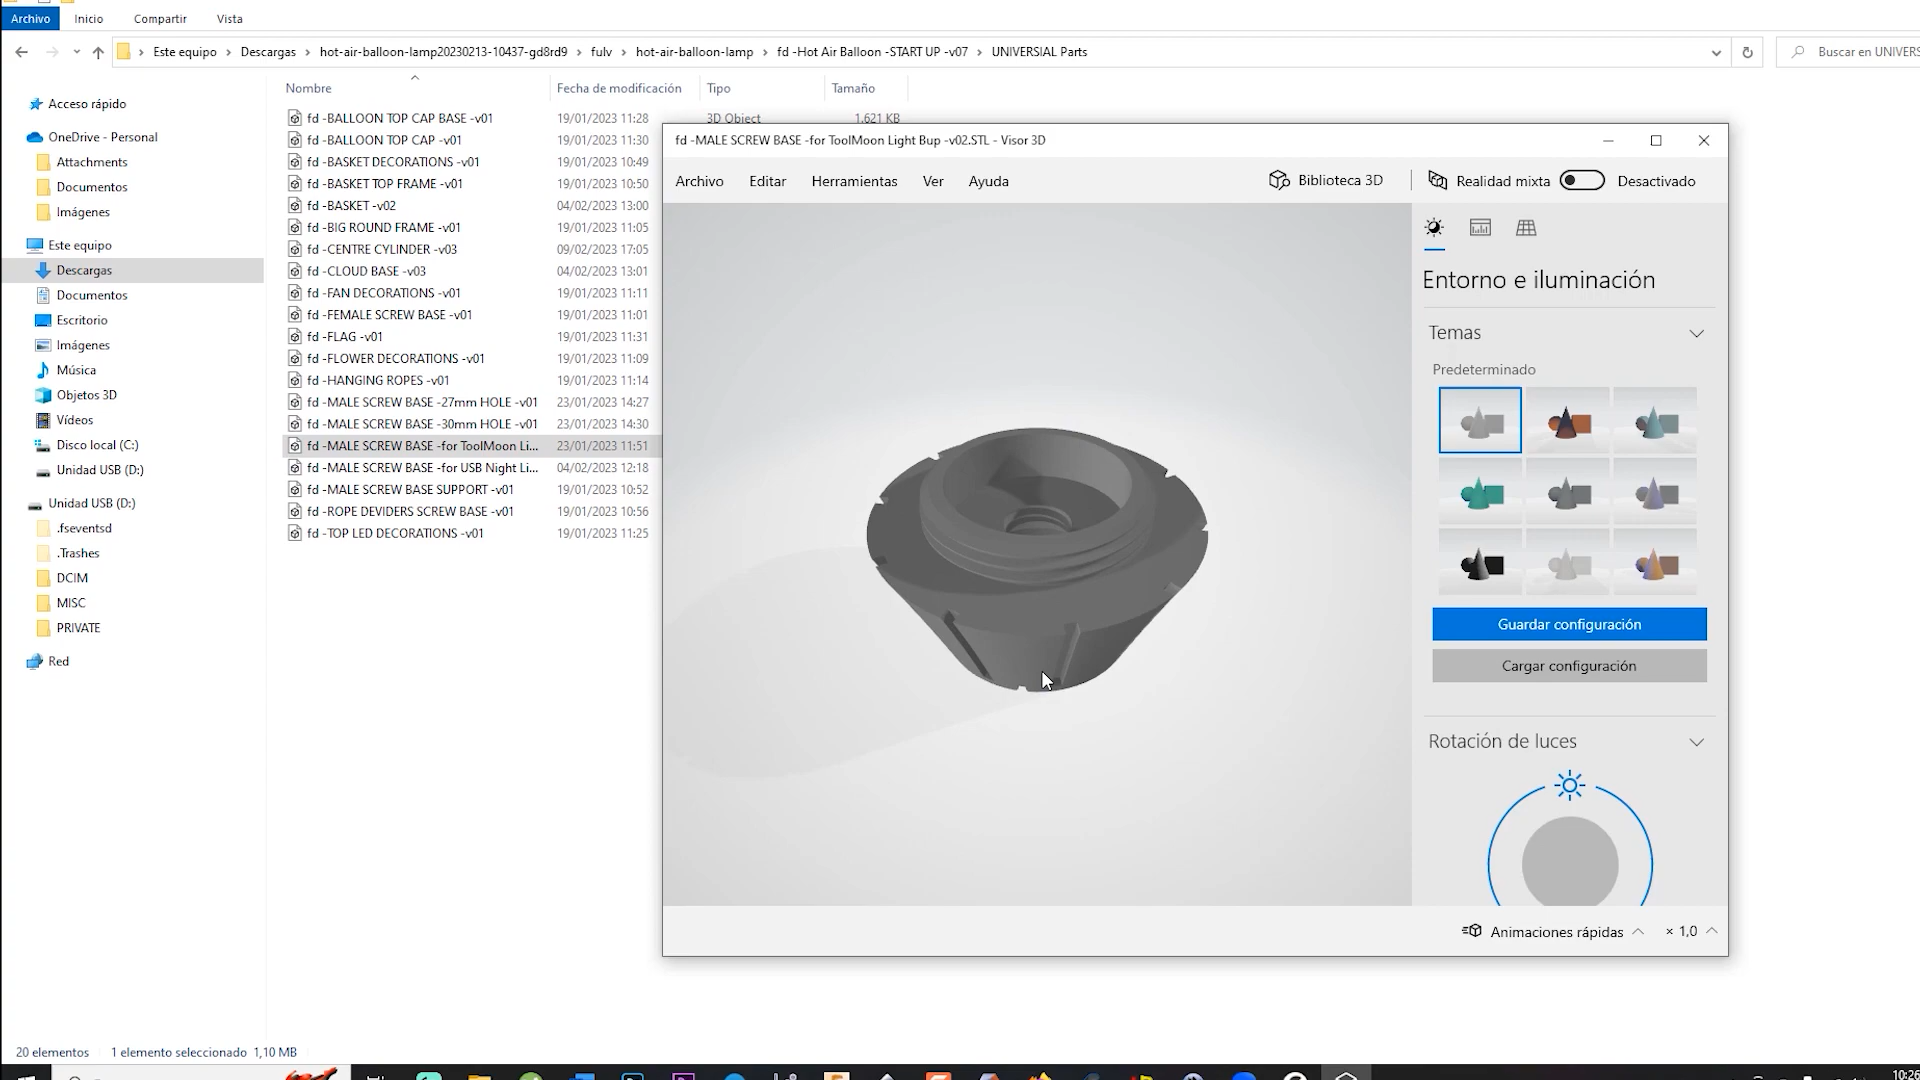 Archivo Inicio Compartir Vista
Este equipo Descargas hot-air-balloon-lamp20230213-10437-gd8rd9 fulv hot-air-balloon-lamp fd -Hot Air Balloon -START UP -v07 UNIVERSIAL Parts
Buscar en UNIVERS
Nombre Fecha de modificación Tipo Tamaño
Acceso rápido
OneDrive - Personal
Attachments
Documentos
Imágenes
Este equipo
Descargas
Documentos
Escritorio
Imágenes
Música
Objetos 3D
Vídeos
Disco local (C:)
Unidad USB (D:)
Unidad USB (D:)
.fseventsd
.Trashes
DCIM
MISC
PRIVATE
Red
fd -BALLOON TOP CAP BASE -v01 19/01/2023 11:28 3D Object 1.621 KB
fd -BALLOON TOP CAP -v01 19/01/2023 11:30
fd -BASKET DECORATIONS -v01 19/01/2023 10:49
fd -BASKET TOP FRAME -v01 19/01/2023 10:50
fd -BASKET -v02 04/02/2023 13:00
fd -BIG ROUND FRAME -v01 19/01/2023 11:05
fd -CENTRE CYLINDER -v03 09/02/2023 17:05
fd -CLOUD BASE -v03 04/02/2023 13:01
fd -FAN DECORATIONS -v01 19/01/2023 11:11
fd -FEMALE SCREW BASE -v01 19/01/2023 11:01
fd -FLAG -v01 19/01/2023 11:31
fd -FLOWER DECORATIONS -v01 19/01/2023 11:09
fd -HANGING ROPES -v01 19/01/2023 11:14
fd -MALE SCREW BASE -27mm HOLE -v01 23/01/2023 14:27
fd -MALE SCREW BASE -30mm HOLE -v01 23/01/2023 14:30
fd -MALE SCREW BASE -for ToolMoon Li... 23/01/2023 11:51
fd -MALE SCREW BASE -for USB Night Li... 04/02/2023 12:18
fd -MALE SCREW BASE SUPPORT -v01 19/01/2023 10:52
fd -ROPE DEVIDERS SCREW BASE -v01 19/01/2023 10:56
fd -TOP LED DECORATIONS -v01 19/01/2023 11:25
fd -MALE SCREW BASE -for ToolMoon Light Bup -v02.STL - Visor 3D
Archivo Editar Herramientas Ver Ayuda Biblioteca 3D Realidad mixta Desactivado
Entorno e iluminación
Temas
Predeterminado
Guardar configuración
Cargar configuración
Rotación de luces
Animaciones rápidas × 1,0
20 elementos 1 elemento seleccionado 1,10 MB
10:26